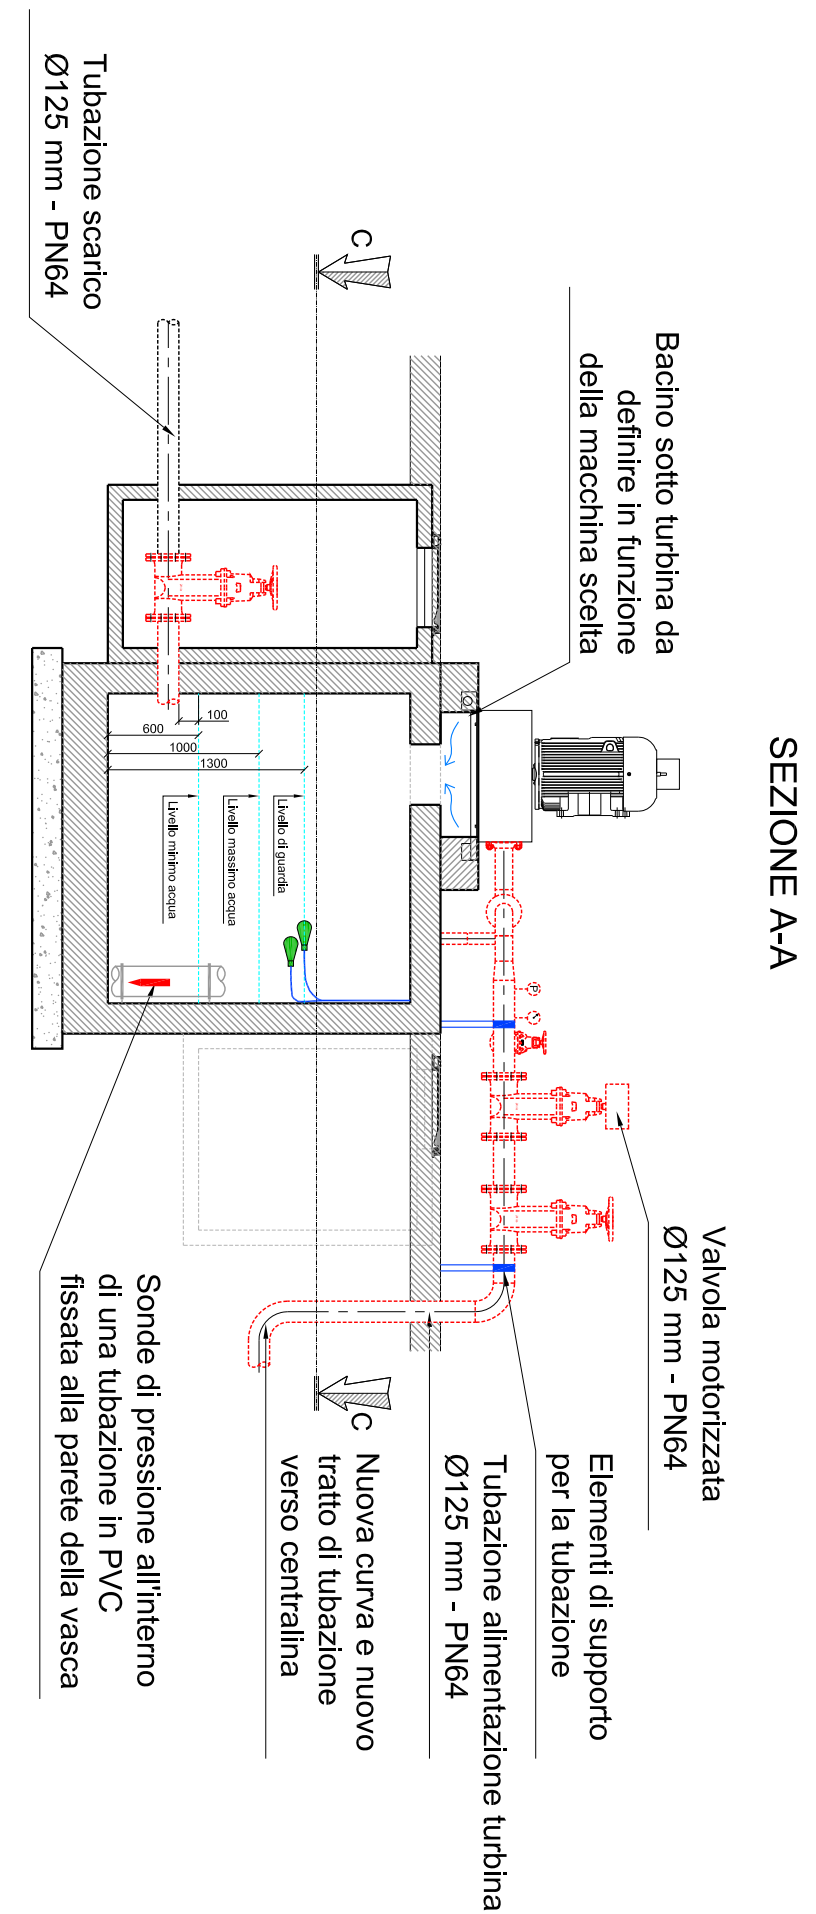 SEZIONE A-A
Valvola motorizzata
Ø125 mm - PN64
Bacino sotto turbina da
definire in funzione
della macchina scelta
Elementi di supporto
per la tubazione
P
Tubazione alimentazione turbina
Ø125 mm - PN64
C
C
Nuova curva e nuovo
tratto di tubazione
verso centralina
Livello di guardia
Livello massimo acqua
Livello minimo acqua
100
600
1000
1300
Tubazione scarico
Ø125 mm - PN64
Sonde di pressione all'interno
di una tubazione in PVC
fissata alla parete della vasca